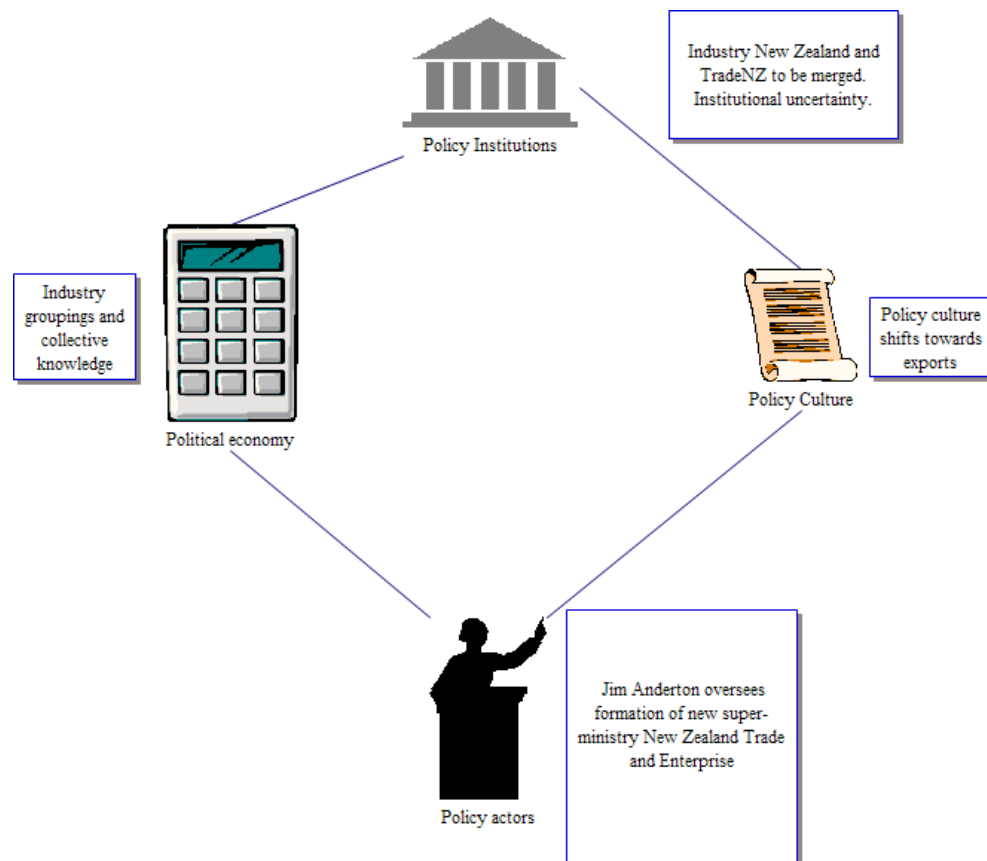 Industry New Zealand and
TradeNZ to be merged.
Institutional uncertainty.
Policy Institutions
Industry
groupings and
collective
knowledge
Political economy
Policy culture
shifts towards
exports
Policy Culture
Jim Anderton oversees
formation of new super-
ministry New Zealand Trade
and Enterprise
Policy actors